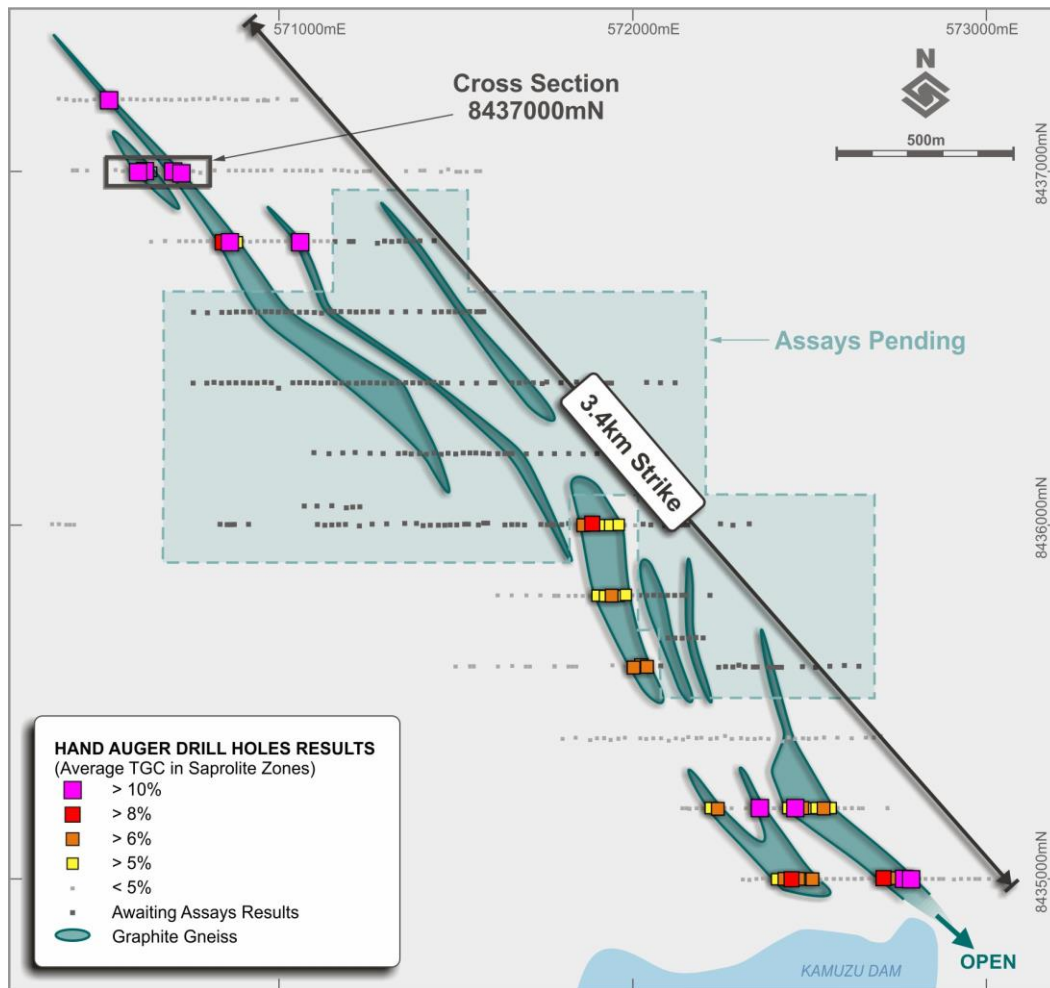 571000mE
572000mE
573000mE
N
500m
Cross Section
8437000mN
8437000mN
Assays Pending
3.4km Strike
8436000mN
HAND AUGER DRILL HOLES RESULTS
(Average TGC in Saprolite Zones)
> 10%
> 8%
> 6%
> 5%
< 5%
Awaiting Assays Results
Graphite Gneiss
8435000mN
OPEN
KAMUZU DAM